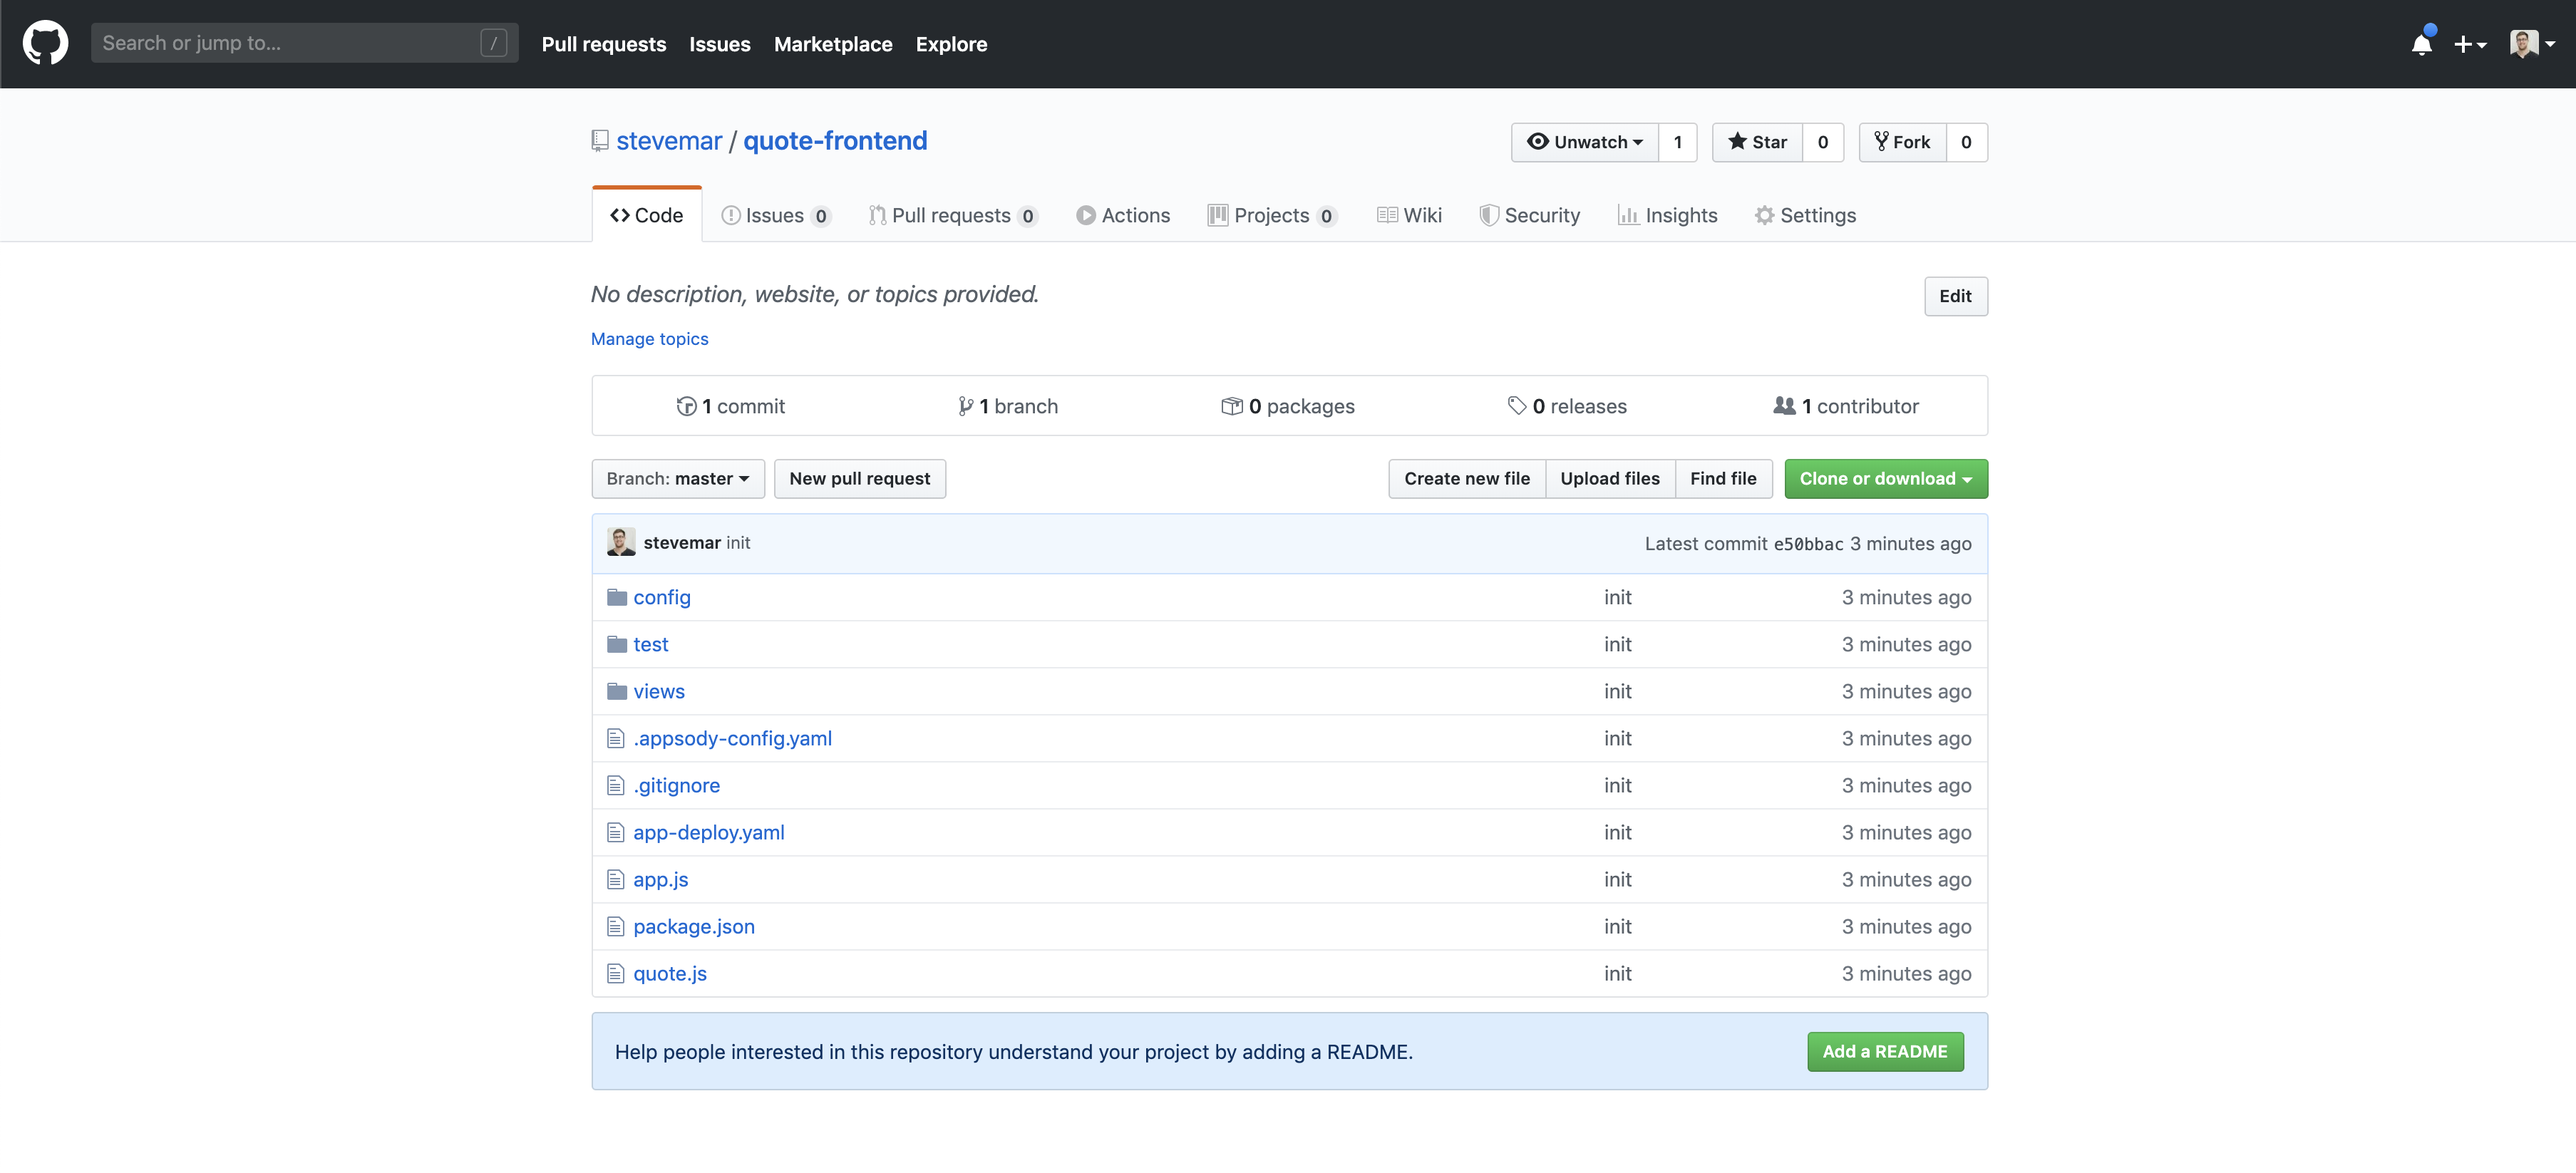 Search or jump to... /
Pull requests Issues Marketplace Explore
stevemar / quote-frontend
Unwatch 1 Star 0 Fork 0
Code Issues 0 Pull requests 0 Actions Projects 0 Wiki Security Insights Settings
No description, website, or topics provided. Edit
Manage topics
1 commit 1 branch 0 packages 0 releases 1 contributor
Branch: master New pull request Create new file Upload files Find file Clone or download
stevemar init Latest commit e50bbac 3 minutes ago
config init 3 minutes ago
test init 3 minutes ago
views init 3 minutes ago
.appsody-config.yaml init 3 minutes ago
.gitignore init 3 minutes ago
app-deploy.yaml init 3 minutes ago
app.js init 3 minutes ago
package.json init 3 minutes ago
quote.js init 3 minutes ago
Help people interested in this repository understand your project by adding a README. Add a README